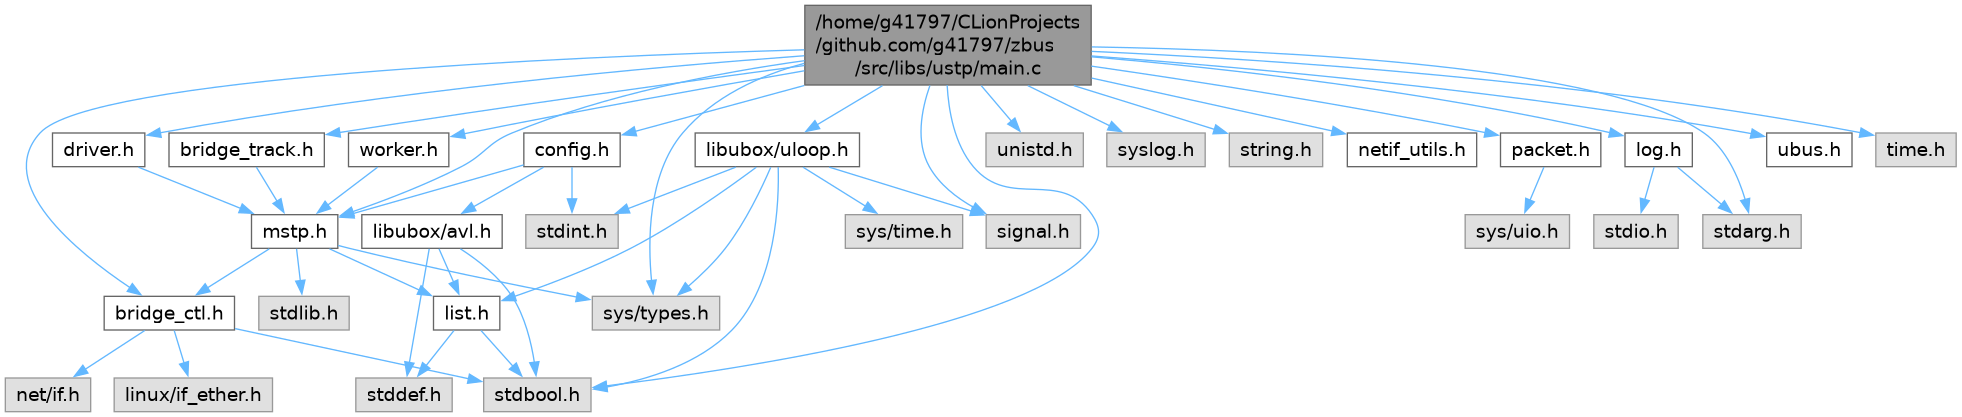 /home/g41797/CLionProjects
/github.com/g41797/zbus
/src/libs/ustp/main.c
driver.h
bridge_track.h
worker.h
config.h
libubox/uloop.h
unistd.h
syslog.h
string.h
netif_utils.h
packet.h
log.h
ubus.h
time.h
mstp.h
libubox/avl.h
stdint.h
sys/time.h
signal.h
sys/uio.h
stdio.h
stdarg.h
bridge_ctl.h
stdlib.h
list.h
sys/types.h
net/if.h
linux/if_ether.h
stddef.h
stdbool.h